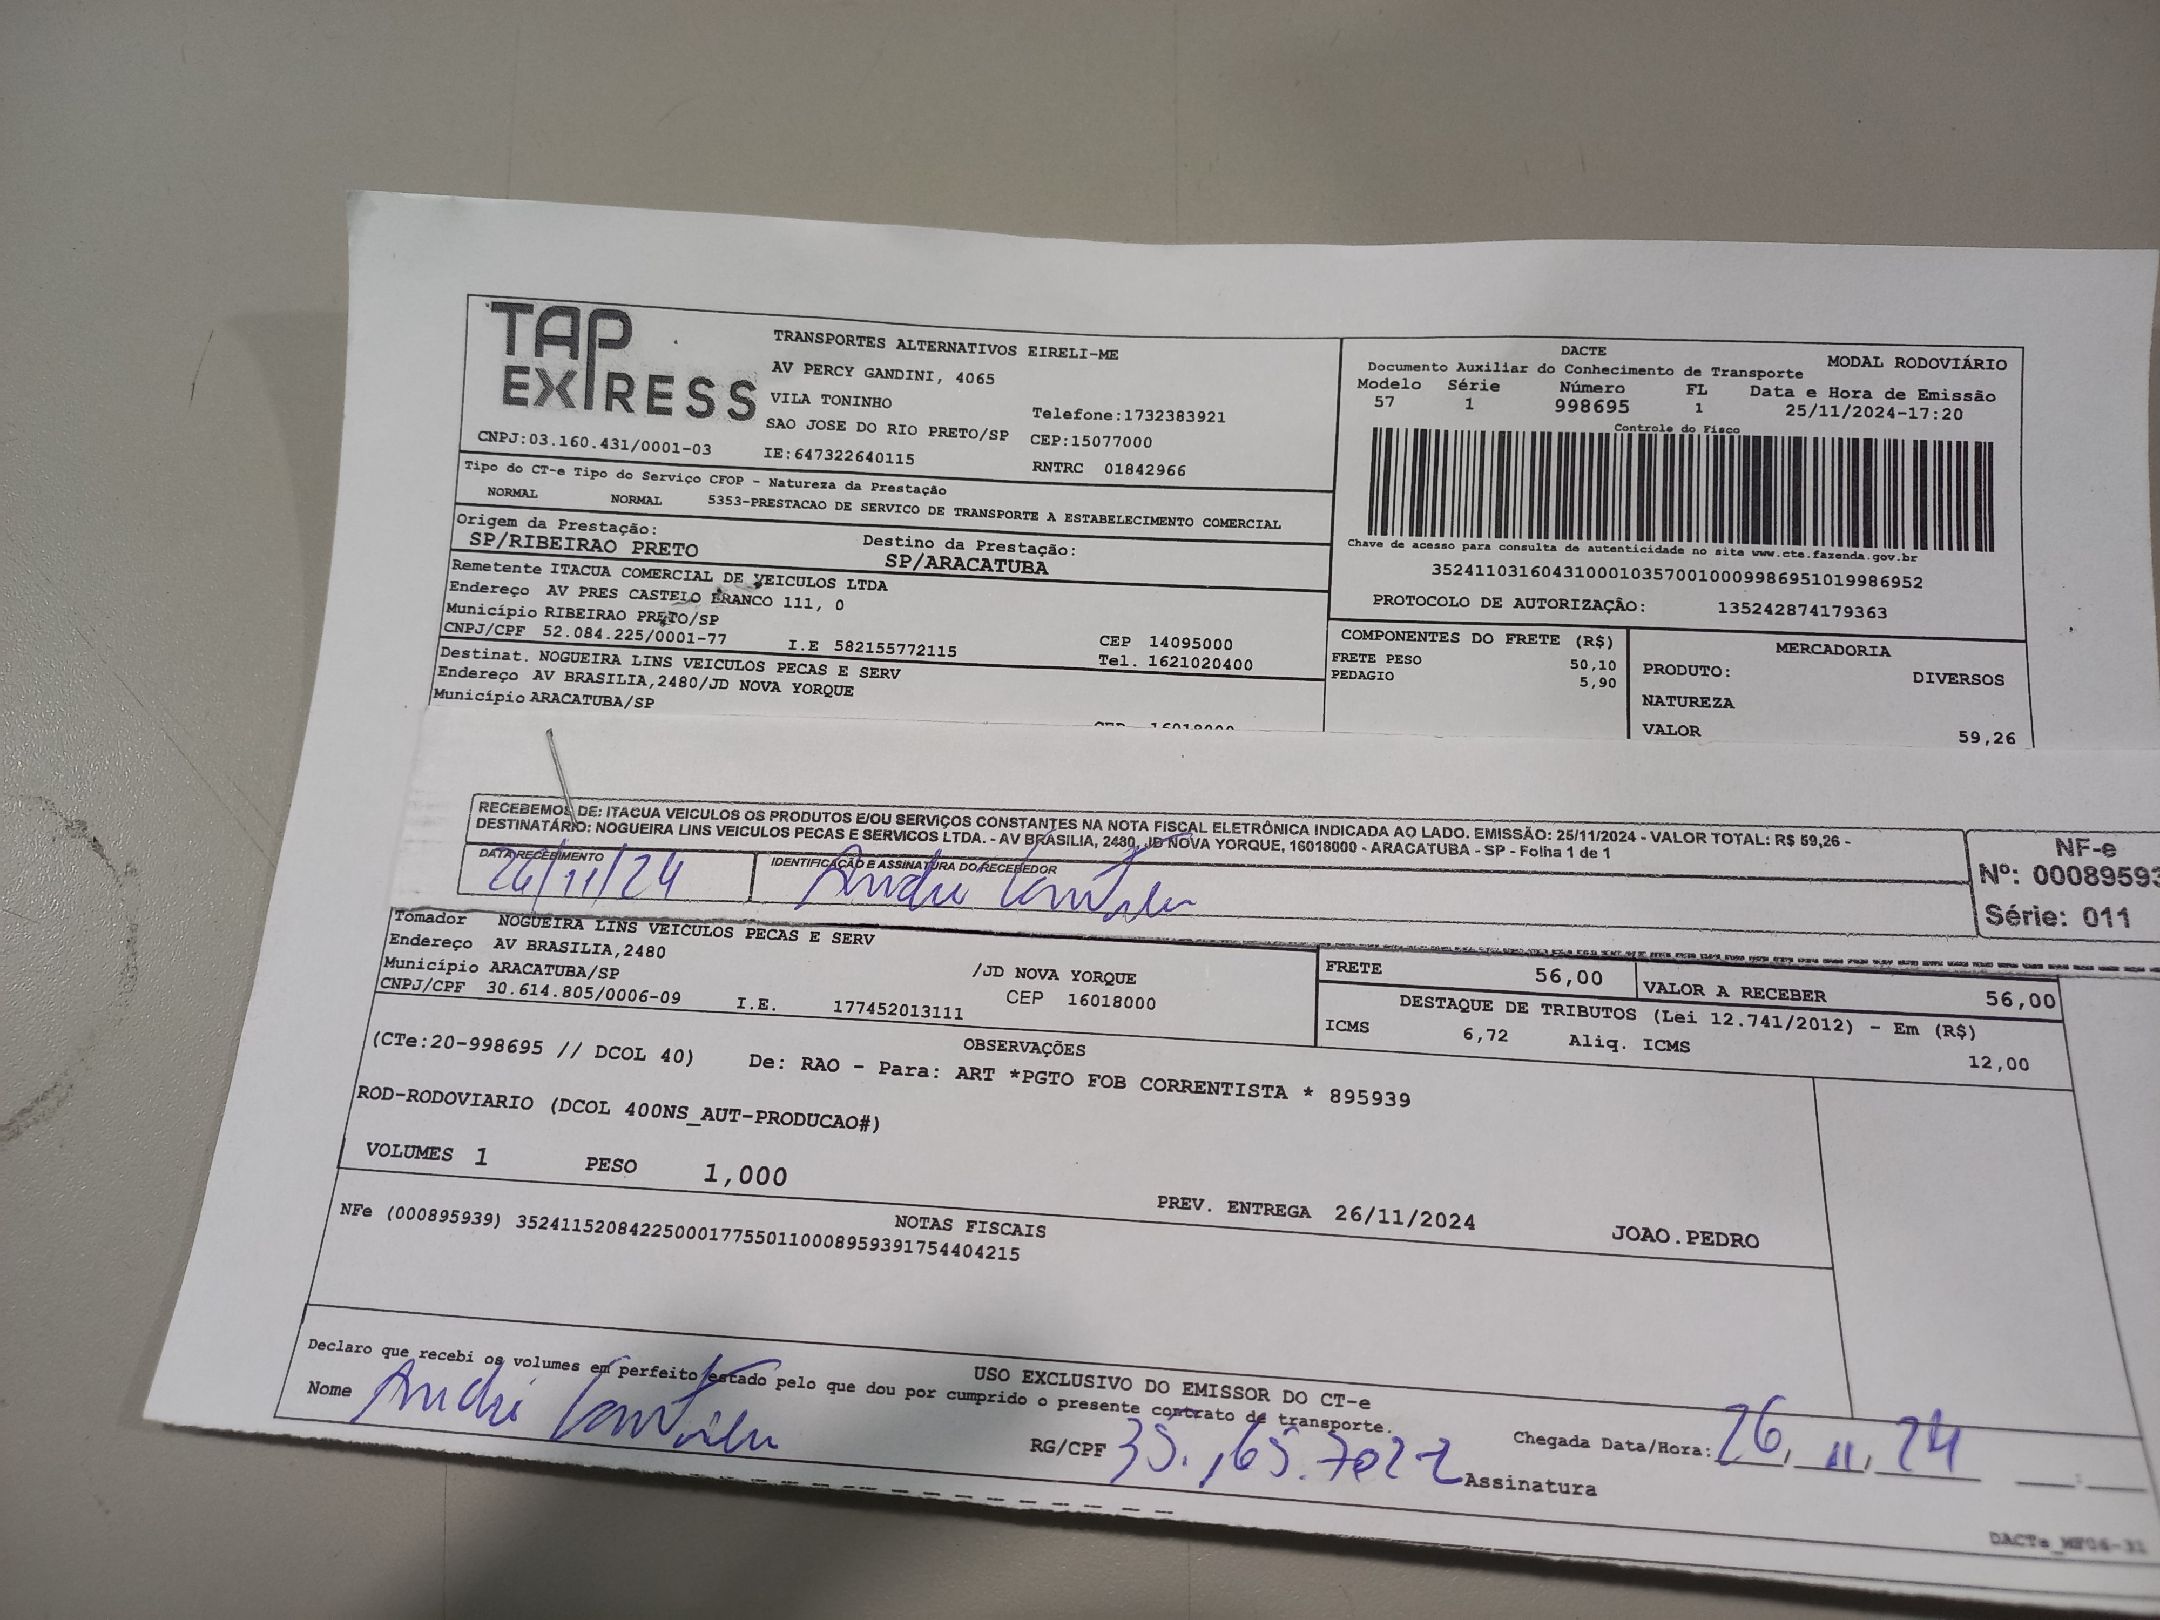 TAP EXPRESS
TRANSPORTES ALTERNATIVOS EIRELI-ME
AV PERCY GANDINI, 4065
VILA TONINHO
Telefone:1732383921
SAO JOSE DO RIO PRETO/SP CEP:15077000
CNPJ:03.160.431/0001-03 IE:647322640115 RNTRC 01842966
DACTE MODAL RODOVIÁRIO
Documento Auxiliar do Conhecimento de Transporte
Modelo Série Número FL Data e Hora de Emissão
57 1 998695 1 25/11/2024-17:20
Controle do Fisco
Chave de acesso para consulta de autenticidade no site www.cte.fazenda.gov.br
35241103160431000103570010009986951019986952
PROTOCOLO DE AUTORIZAÇÃO: 135242874179363
Tipo do CT-e Tipo do Serviço CFOP - Natureza da Prestação
NORMAL NORMAL 5353-PRESTACAO DE SERVICO DE TRANSPORTE A ESTABELECIMENTO COMERCIAL
Origem da Prestação: Destino da Prestação:
SP/RIBEIRAO PRETO SP/ARACATUBA
Remetente ITACUA COMERCIAL DE VEICULOS LTDA
Endereço AV PRES CASTELO BRANCO 111, 0
Município RIBEIRAO PRETO/SP CEP 14095000
CNPJ/CPF 52.084.225/0001-77 I.E 582155772115 Tel. 1621020400
Destinat. NOGUEIRA LINS VEICULOS PECAS E SERV
Endereço AV BRASILIA,2480/JD NOVA YORQUE
Município ARACATUBA/SP CEP 16018000
COMPONENTES DO FRETE (R$)
FRETE PESO 50,10
PEDAGIO 5,90
MERCADORIA
PRODUTO: DIVERSOS
NATUREZA
VALOR 59,26
RECEBEMOS DE: ITACUA VEICULOS OS PRODUTOS E/OU SERVIÇOS CONSTANTES NA NOTA FISCAL ELETRÔNICA INDICADA AO LADO. EMISSÃO: 25/11/2024 - VALOR TOTAL: R$ 59,26 -
DESTINATÁRIO: NOGUEIRA LINS VEICULOS PECAS E SERVICOS LTDA. - AV BRASILIA, 2480, JD NOVA YORQUE, 16018000 - ARACATUBA - SP - Folha 1 de 1
DATA RECEBIMENTO IDENTIFICAÇÃO E ASSINATURA DO RECEBEDOR
26/11/24 André
NF-e
Nº: 00089593
Série: 011
Tomador NOGUEIRA LINS VEICULOS PECAS E SERV
Endereço AV BRASILIA,2480 /JD NOVA YORQUE
Município ARACATUBA/SP CEP 16018000
CNPJ/CPF 30.614.805/0006-09 I.E. 177452013111
FRETE 56,00 VALOR A RECEBER 56,00
DESTAQUE DE TRIBUTOS (Lei 12.741/2012) - Em (R$)
ICMS 6,72 Aliq. ICMS 12,00
OBSERVAÇÕES
(CTe:20-998695 // DCOL 40) De: RAO - Para: ART *PGTO FOB CORRENTISTA * 895939
ROD-RODOVIARIO (DCOL 400NS_AUT-PRODUCAO#)
VOLUMES 1 PESO 1,000 PREV. ENTREGA 26/11/2024 JOAO.PEDRO
NOTAS FISCAIS
NFe (000895939) 35241152084225000177550110008959391754404215
USO EXCLUSIVO DO EMISSOR DO CT-e
Declaro que recebi os volumes em perfeito estado pelo que dou por cumprido o presente contrato de transporte.
Nome André RG/CPF Assinatura Chegada Data/Hora: 26, 11, 24